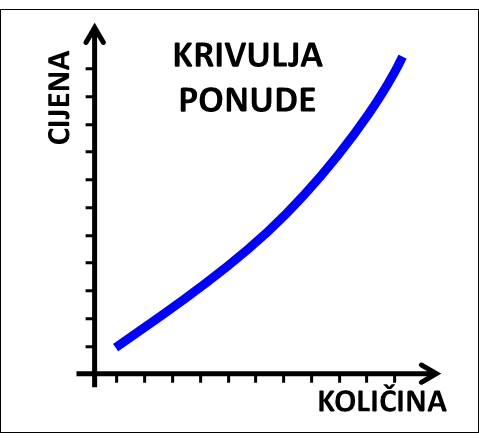 KRIVULJA
PONUDE
CIJENA
KOLIČINA